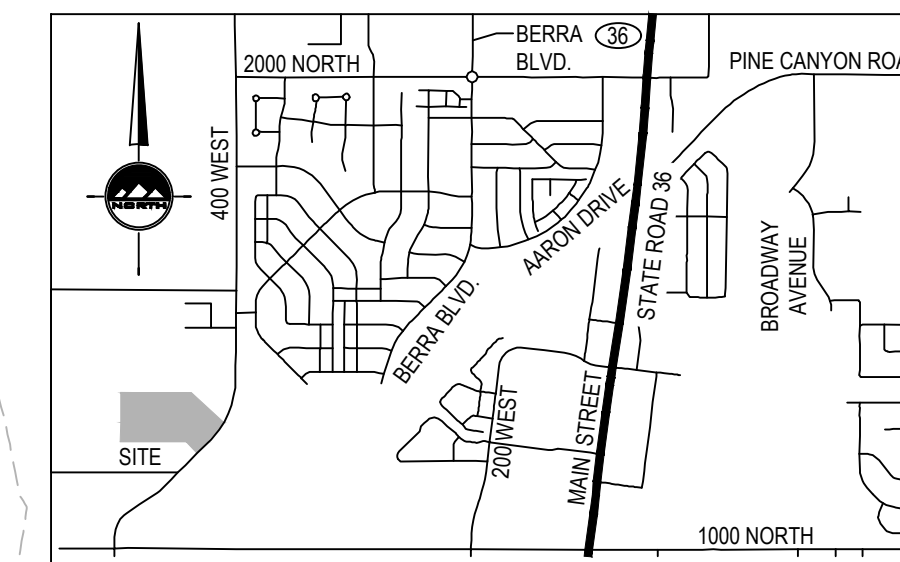 BERRA
BLVD.
36
2000 NORTH
PINE CANYON ROA
400 WEST
NORTH
AARON DRIVE
STATE ROAD 36
BROADWAY
AVENUE
BERRA BLVD.
200 WEST
MAIN STREET
SITE
1000 NORTH